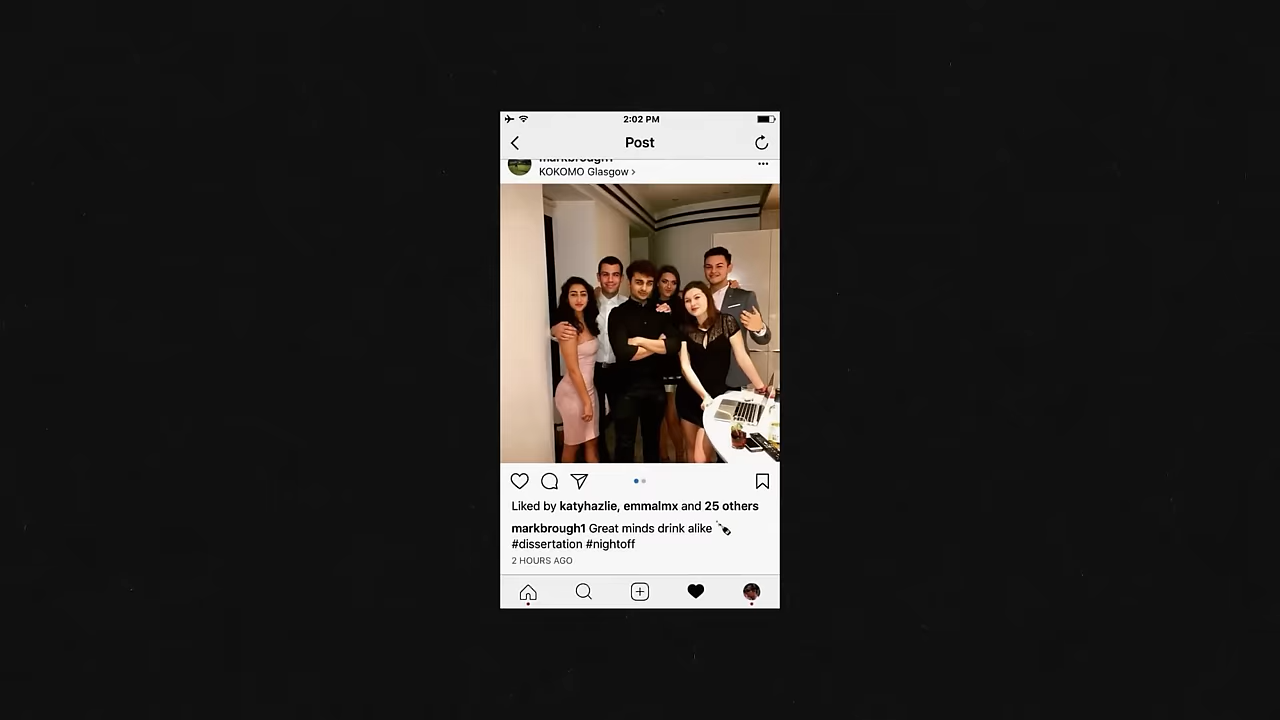 2:02 PM
Post
markbrough1
KOKOMO Glasgow >
Liked by katyhazlie, emmalmx and 25 others
markbrough1 Great minds drink alike 🍾
#dissertation #nightoff
2 HOURS AGO